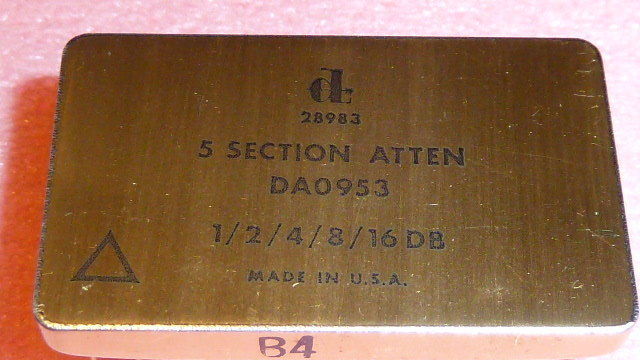 dL
28983
5 SECTION ATTEN
DA0953
1/2/4/8/16 DB
MADE IN U.S.A.
B4